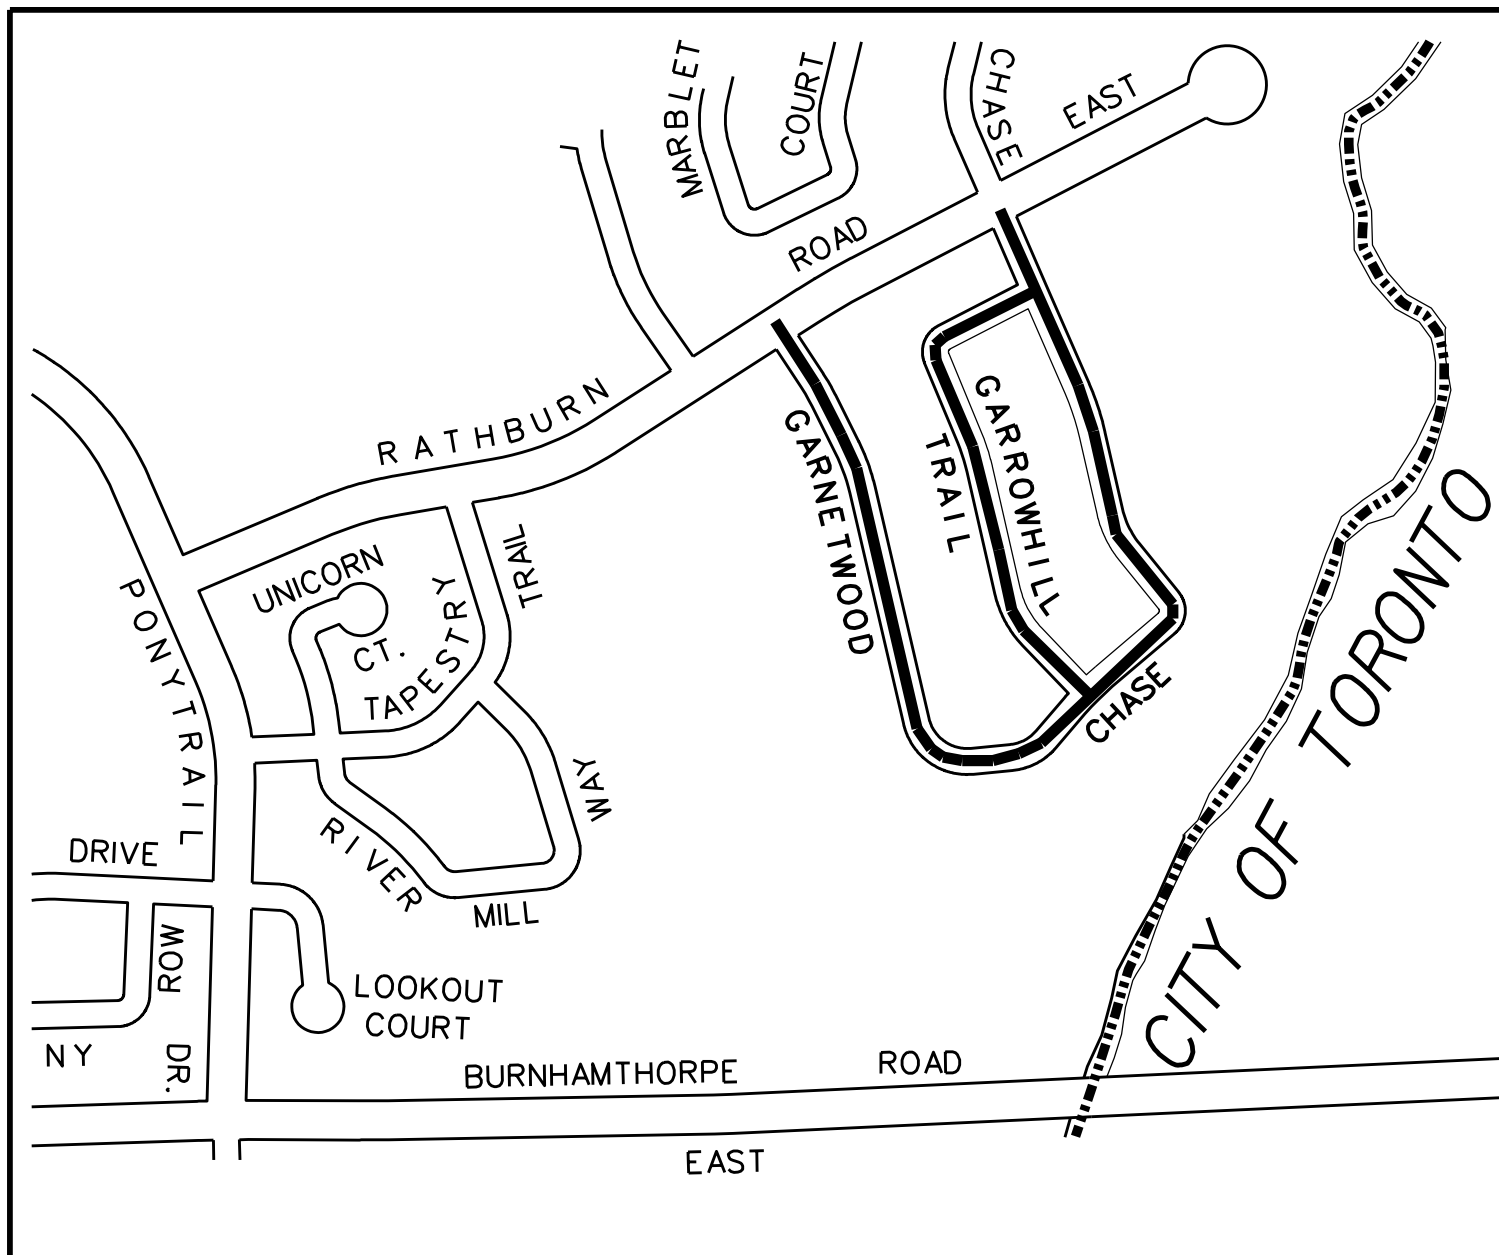 MARBLET
COURT
CHASE
EAST
ROAD
RATHBURN
GARNETWOOD
GARROWHILL
TRAIL
CHASE
UNICORN
CT.
TAPESTRY
TRAIL
PONYTRAIL
DRIVE
RIVER
MILL
WAY
ROW
DR.
NY
LOOKOUT
COURT
BURNHAMTHORPE ROAD
EAST
CITY OF TORONTO